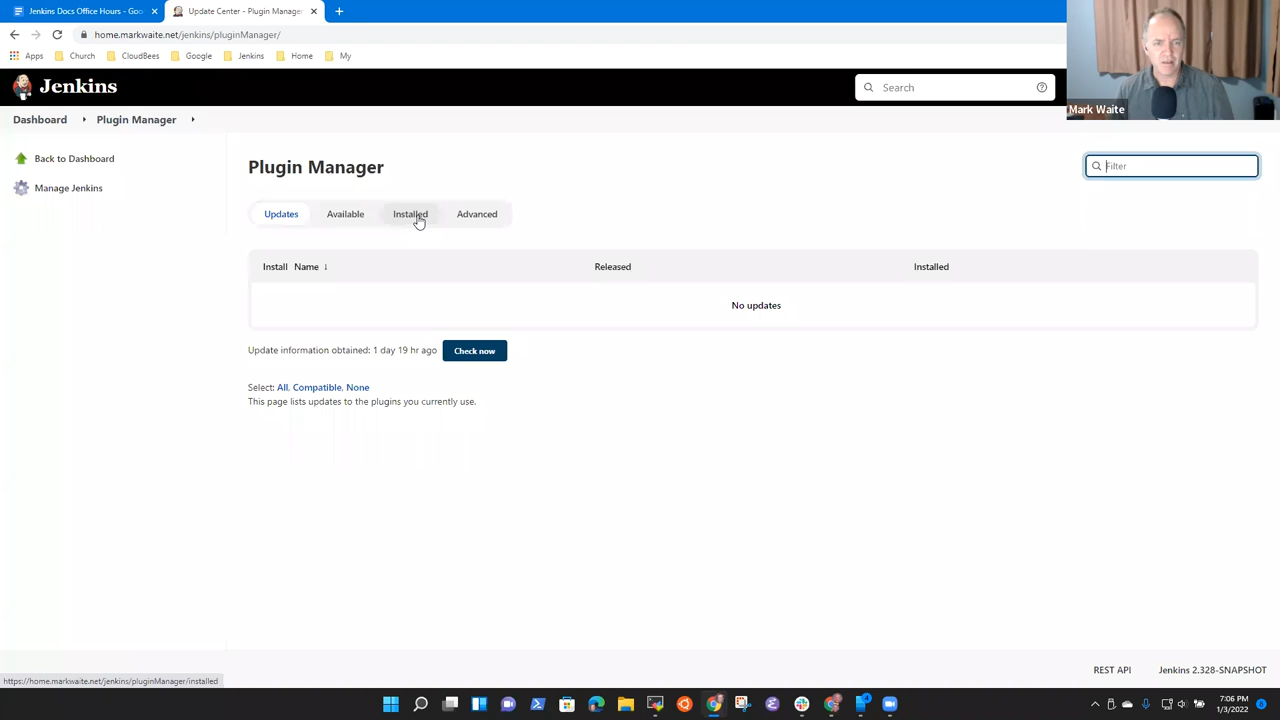 Jenkins Docs Office Hours - Goo
Update Center - Plugin Manager
home.markwaite.net/jenkins/pluginManager/
Apps
Church
CloudBees
Google
Jenkins
Home
My
Jenkins
Search
Mark Waite
Dashboard
Plugin Manager
Back to Dashboard
Manage Jenkins
Plugin Manager
Filter
Updates
Available
Installed
Advanced
Install Name ↓
Released
Installed
No updates
Update information obtained: 1 day 19 hr ago
Check now
Select: All, Compatible, None
This page lists updates to the plugins you currently use.
REST API
Jenkins 2.328-SNAPSHOT
https://home.markwaite.net/jenkins/pluginManager/installed
7:06 PM
1/3/2022